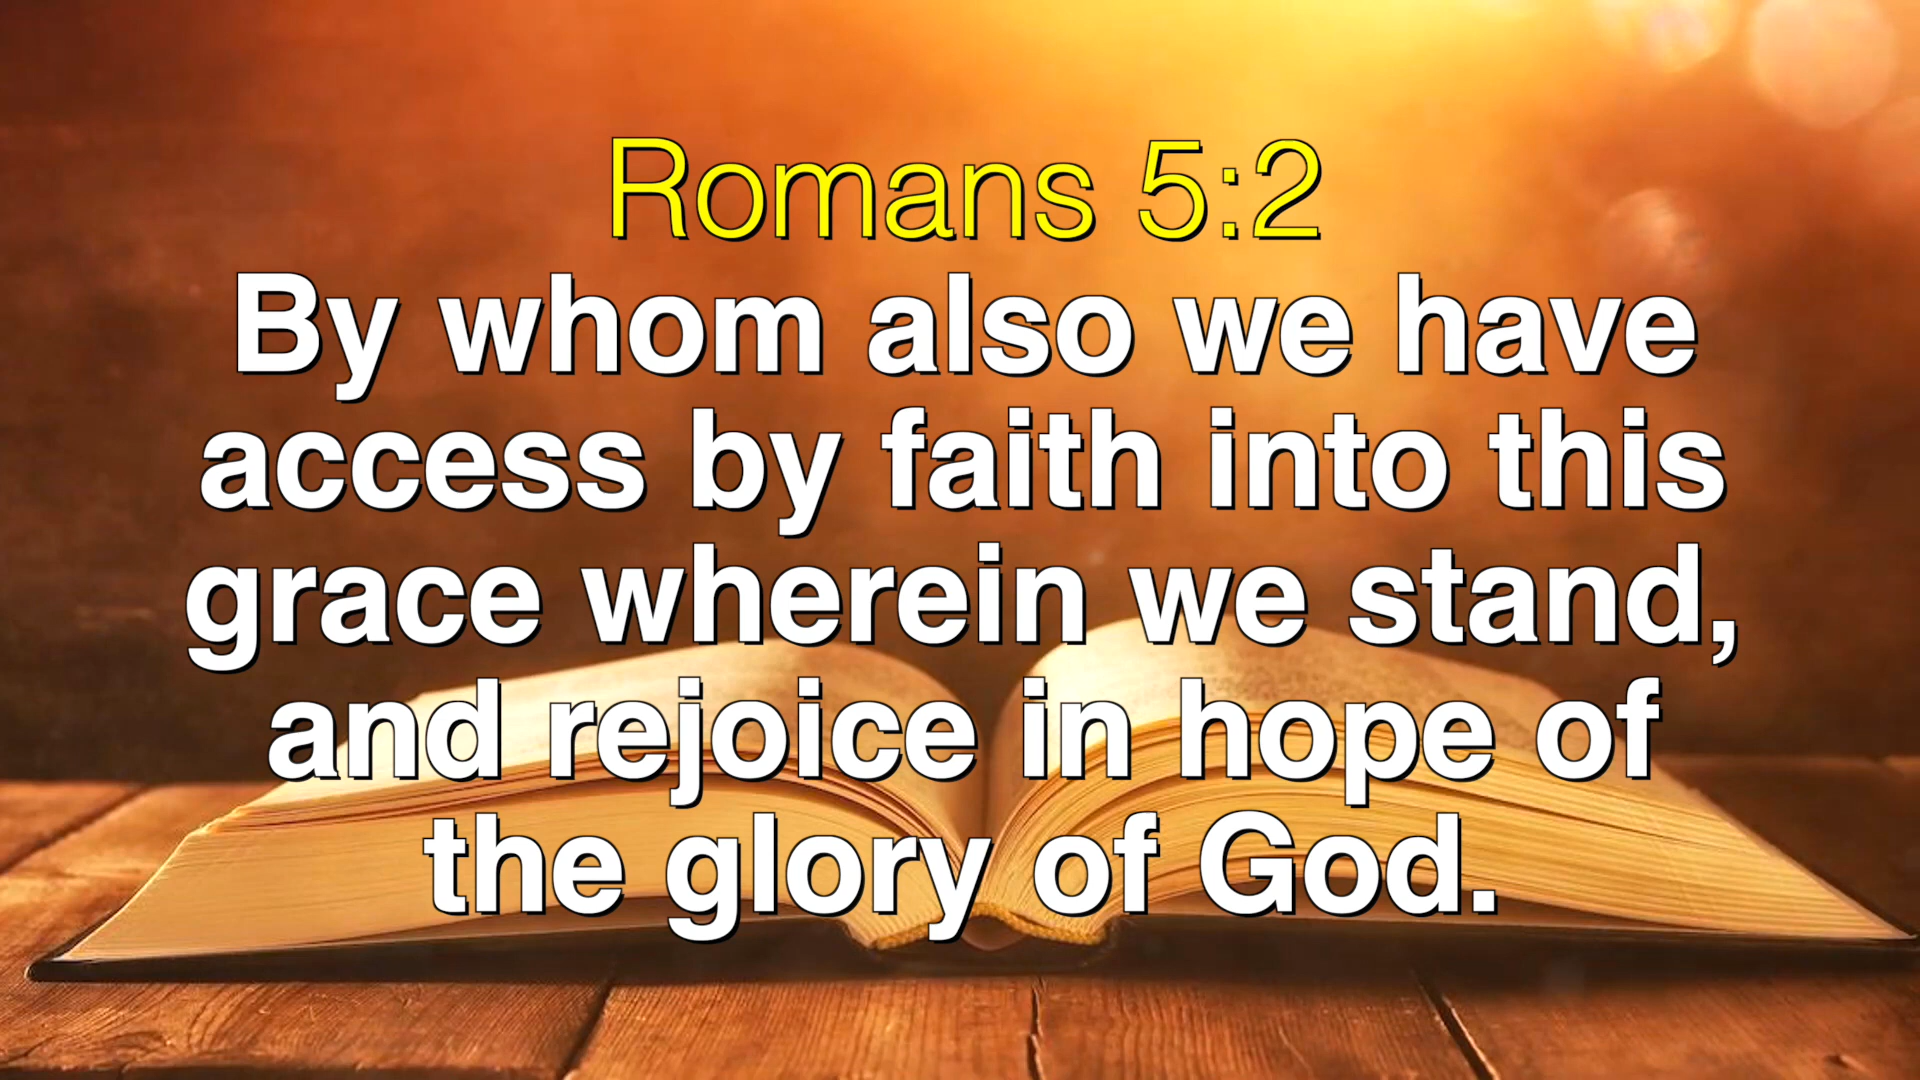 Romans 5:2
By whom also we have
access by faith into this
grace wherein we stand,
and rejoice in hope of
the glory of God.